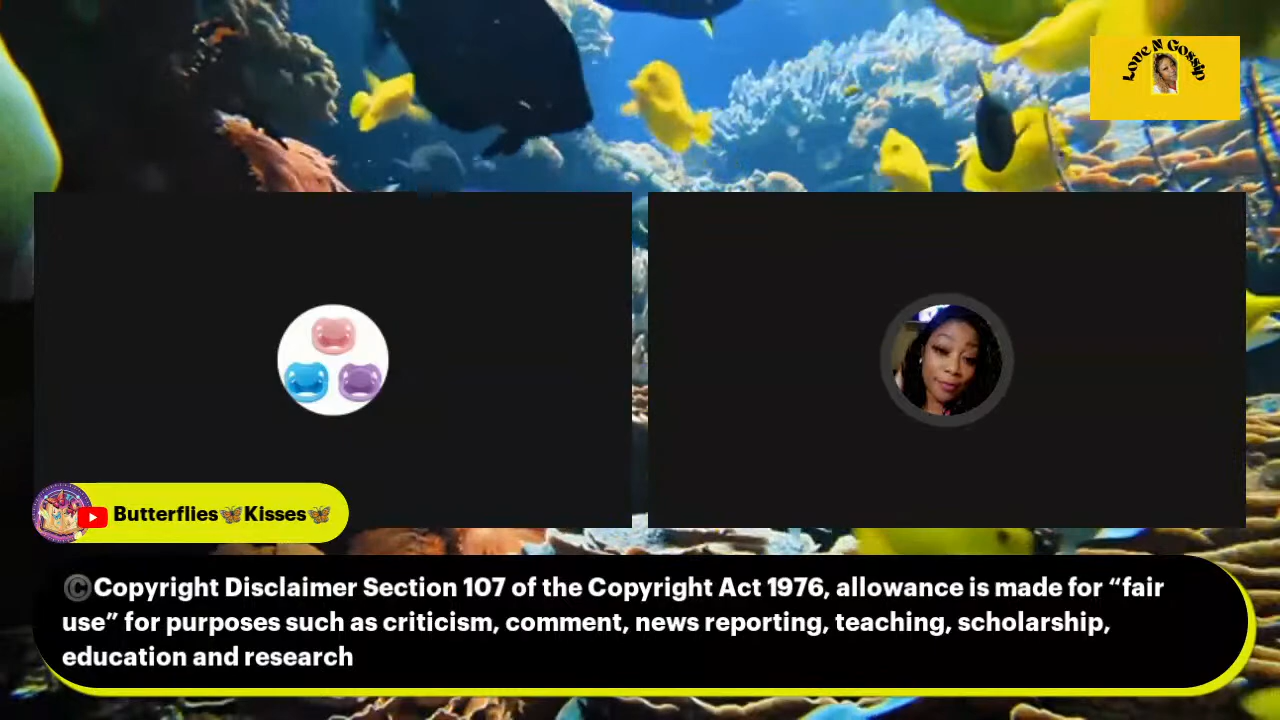 Love N Gossip
Butterflies🦋Kisses🦋
©Copyright Disclaimer Section 107 of the Copyright Act 1976, allowance is made for “fair
use” for purposes such as criticism, comment, news reporting, teaching, scholarship,
education and research